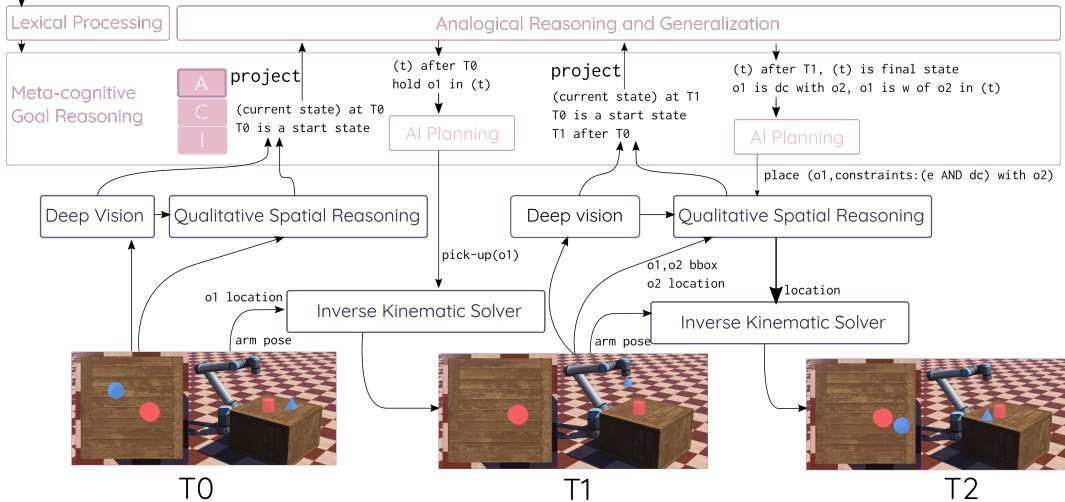 Lexical Processing
Analogical Reasoning and Generalization
Meta-cognitive
Goal Reasoning
A
C
I
project
(current state) at T0
T0 is a start state
(t) after T0
hold o1 in (t)
AI Planning
project
(current state) at T1
T0 is a start state
T1 after T0
(t) after T1, (t) is final state
o1 is dc with o2, o1 is w of o2 in (t)
AI Planning
place (o1,constraints:(e AND dc) with o2)
Deep Vision
Qualitative Spatial Reasoning
Deep vision
Qualitative Spatial Reasoning
pick-up(o1)
o1,o2 bbox
o2 location
location
o1 location
Inverse Kinematic Solver
arm pose
Inverse Kinematic Solver
arm pose
T0
T1
T2